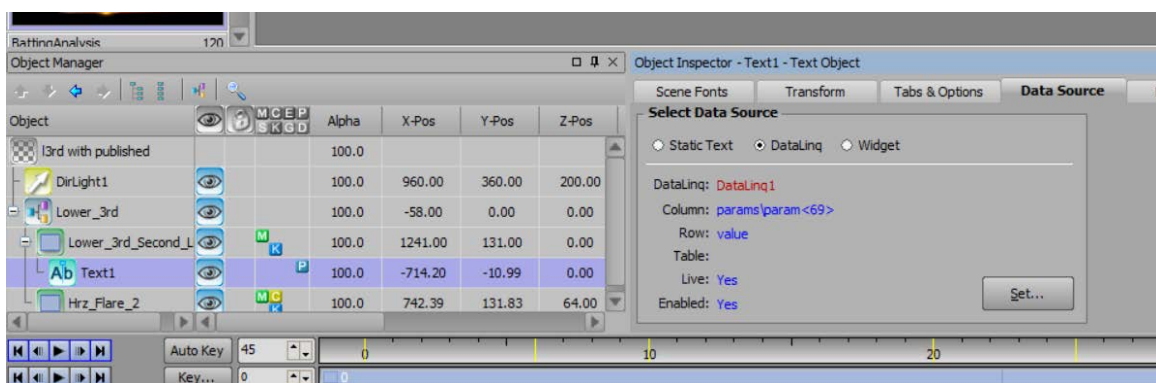 BattingAnalysis 120
Object Manager
Object Inspector - Text1 - Text Object
Scene Fonts Transform Tabs & Options Data Source
Object M C E P S K G D Alpha X-Pos Y-Pos Z-Pos
Select Data Source
l3rd with published 100.0
Static Text DataLinq Widget
DirLight1 100.0 960.00 360.00 200.00
DataLinq: DataLinq1
Lower_3rd 100.0 -58.00 0.00 0.00
Column: params\param<69>
Row: value
Lower_3rd_Second_L M K 100.0 1241.00 131.00 0.00
Table:
Ab Text1 P 100.0 -714.20 -10.99 0.00
Live: Yes
Set...
Hrz_Flare_2 M C K 100.0 742.39 131.83 64.00
Enabled: Yes
Auto Key 45 0 10 20
Key... 0 0